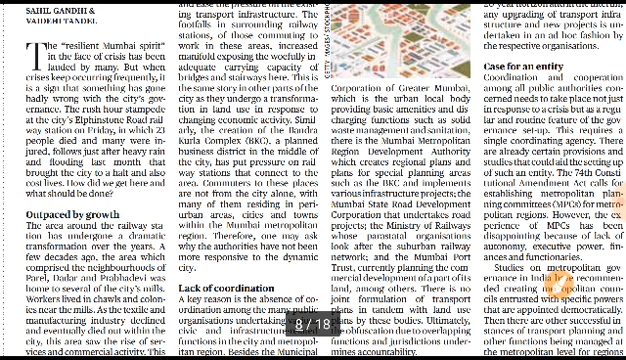 SAHIL GANDHI &
VAIDEHI TANDEL
The "resilient Mumbai spirit"
in the face of crisis has been
lauded by many. But when
crises keep occurring frequently, it
is a sign that something has gone
badly wrong with the city's gov-
ernance. The rush hour stampede
at the city's Elphinstone Road rail-
way station on Friday, in which 23
people died and many were in-
jured, follows just after heavy rain
and flooding last month that
brought the city to a halt and also
cost lives. How did we get here and
what should be done?
Outpaced by growth
The area around the railway sta-
tion has undergone a dramatic
transformation over the years. A
few decades ago, the area which
comprised the neighbourhoods of
Parel, Dadar and Prabhadevi was
home to several of the city's mills.
Workers lived in chawls and colon-
ies near the mills. As the textile and
manufacturing industry declined
and eventually died out within the
city, this area saw the rise of ser-
vices and commercial activity. This
and ease the pressure on the exist-
ing transport infrastructure. The
footfalls in surrounding railway
stations, of those commuting to
work in these areas, increased
manifold exposing the woefully in-
adequate carrying capacity of
bridges and stairways here. This is
the same story in other parts of the
city as they undergo a transforma-
tion in land use in response to
changing economic activity. Simil-
arly, the creation of the Bandra
Kurla Complex (BKC), a planned
business district in the middle of
the city, has put pressure on rail-
way stations that connect to the
area. Commuters to these places
are not from the city alone, with
many of them residing in peri-
urban areas, cities and towns
within the Mumbai metropolitan
region. Therefore, one may ask
why the authorities have not been
more responsive to the dynamic
city.
Lack of coordination
A key reason is the absence of co-
ordination among the many public
organisations undertaking
civic and infrastructure
functions in the city and metropol-
itan region. Besides the Municipal
GETTY IMAGES/
Corporation of Greater Mumbai,
which is the urban local body
providing basic amenities and dis-
charging functions such as solid
waste management and sanitation,
there is the Mumbai Metropolitan
Region Development Authority
which creates regional plans and
plans for special planning areas
such as the BKC and implements
various infrastructure projects; the
Mumbai State Road Development
Corporation that undertakes road
projects; the Ministry of Railways
whose parastatal organisations
look after the suburban railway
network; and the Mumbai Port
Trust, currently planning the com-
mercial development of a part of its
land, among others. There is no
joint formulation of transport
plans in tandem with land use
plans by these bodies. Ultimately,
obfuscation due to overlapping
functions and jurisdictions under-
mines accountability.
any upgrading of transport infra-
structure and new projects is un-
dertaken in an ad hoc fashion by
the respective organisations.
Case for an entity
Coordination and cooperation
among all public authorities con-
cerned needs to take place not just
in response to a crisis but as a regu-
lar and routine feature of the gov-
ernance set-up. This requires a
single coordinating agency. There
are already certain provisions and
studies that could aid the setting up
of such an entity. The 74th Consti-
tutional Amendment Act calls for
establishing metropolitan plan-
ning committees (MPCs) for metro-
politan regions. However, the ex-
perience of MPCs has been
disappointing because of lack of
autonomy, executive power, fin-
ances and functionaries.
Studies on metropolitan gov-
ernance in India have recommen-
ded creating metropolitan coun-
cils entrusted with specific powers
that are appointed democratically.
Then there are other successful in-
stances of transport planning and
other functions being managed at
the metropolitan level for regions
8/18